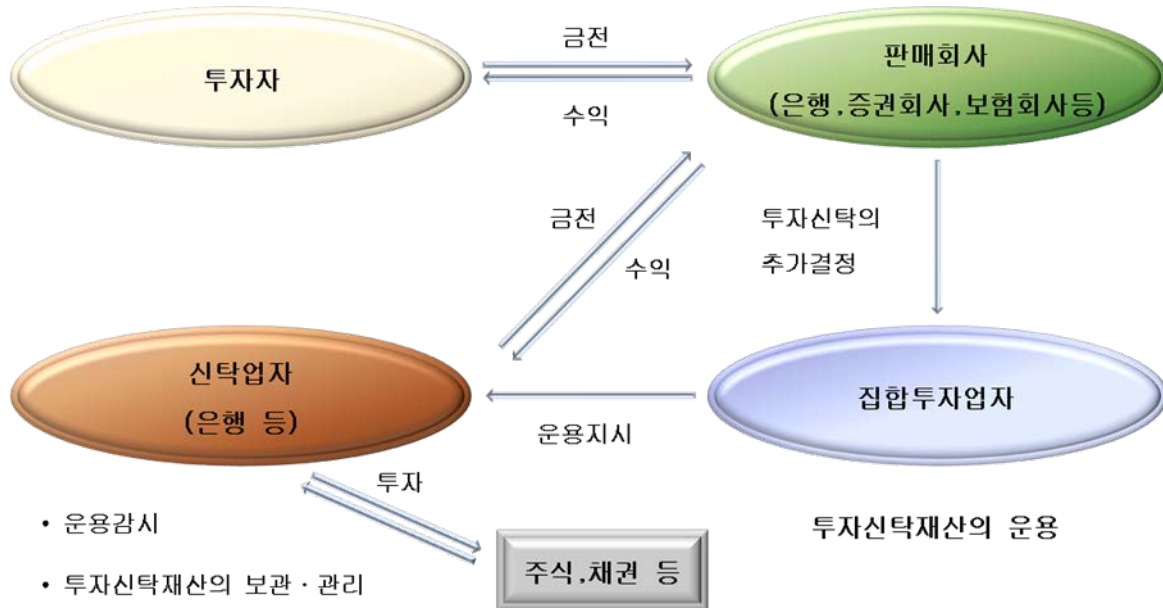 투자자
금전
수익
판매회사
(은행,증권회사,보험회사등)
금전
수익
투자신탁의
추가결정
신탁업자
(은행 등)
운용지시
집합투자업자
투자
• 운용감시
• 투자신탁재산의 보관·관리
주식,채권 등
투자신탁재산의 운용